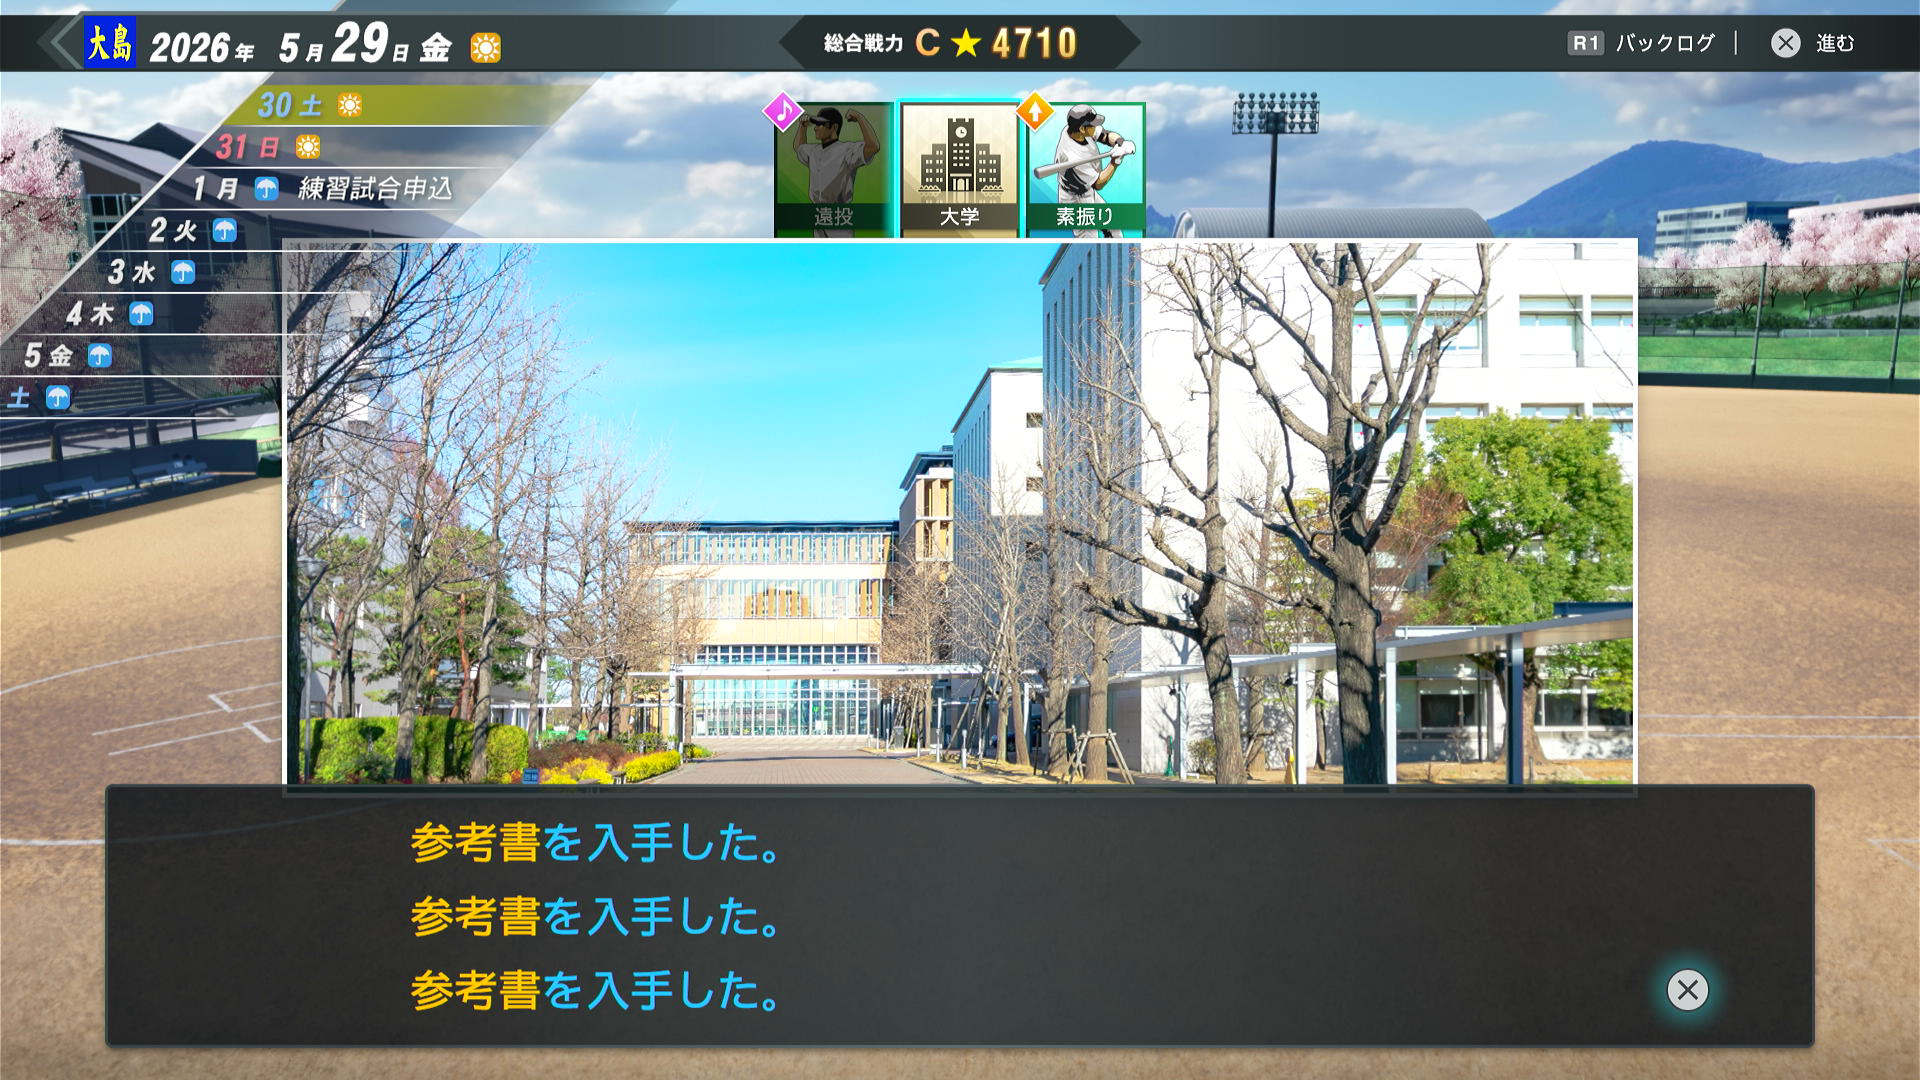 大島 2026年 5月29日 金
総合戦力 C ★ 4710
R1 バックログ | ✕ 進む
30 土
31 日
1 月 練習試合申込
2 火
3 水
4 木
5 金
土
遠投
大学
素振り
参考書を入手した。
参考書を入手した。
参考書を入手した。